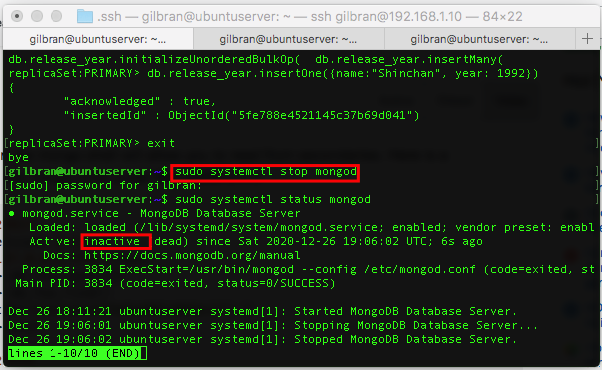 .ssh — gilbran@ubuntuserver: ~ — ssh gilbran@192.168.1.10 — 84×22
gilbran@ubuntuserver: ~... gilbran@ubuntuserver: ~... gilbran@ubuntuserver: ~... +
db.release_year.initializeUnorderedBulkOp(  db.release_year.insertMany(
replicaSet:PRIMARY> db.release_year.insertOne({name:"Shinchan", year: 1992})
{
"acknowledged" : true,
"insertedId" : ObjectId("5fe788e4521145c37b69d041")
}
[replicaSet:PRIMARY> exit
bye
[gilbran@ubuntuserver:~$ sudo systemctl stop mongod
[[sudo] password for gilbran:
[gilbran@ubuntuserver:~$ sudo systemctl status mongod
● mongod.service - MongoDB Database Server
Loaded: loaded (/lib/systemd/system/mongod.service; enabled; vendor preset: enabl
Active: inactive dead) since Sat 2020-12-26 19:06:02 UTC; 6s ago
Docs: https://docs.mongodb.org/manual
Process: 3834 ExecStart=/usr/bin/mongod --config /etc/mongod.conf (code=exited, st
Main PID: 3834 (code=exited, status=0/SUCCESS)
Dec 26 18:11:21 ubuntuserver systemd[1]: Started MongoDB Database Server.
Dec 26 19:06:01 ubuntuserver systemd[1]: Stopping MongoDB Database Server...
Dec 26 19:06:02 ubuntuserver systemd[1]: Stopped MongoDB Database Server.
lines 1-10/10 (END)